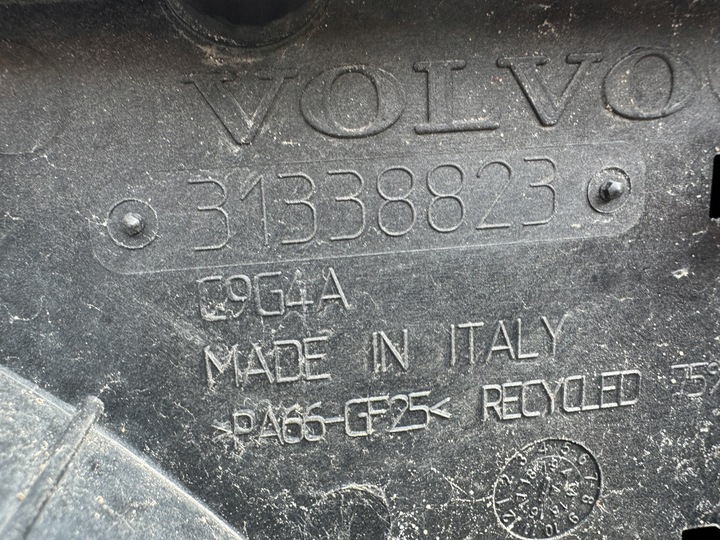 VOLVO
31338823
C9G4A
MADE IN ITALY
<PA66-GF25< RECYCLED